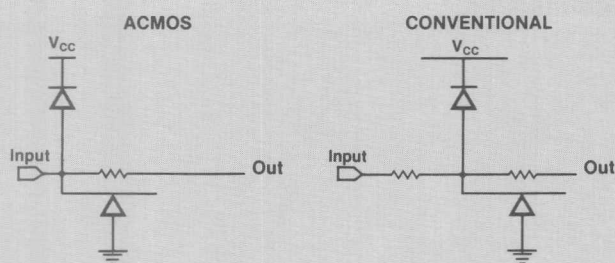 ACMOS
CONVENTIONAL
VCC
VCC
Input
Out
Input
Out